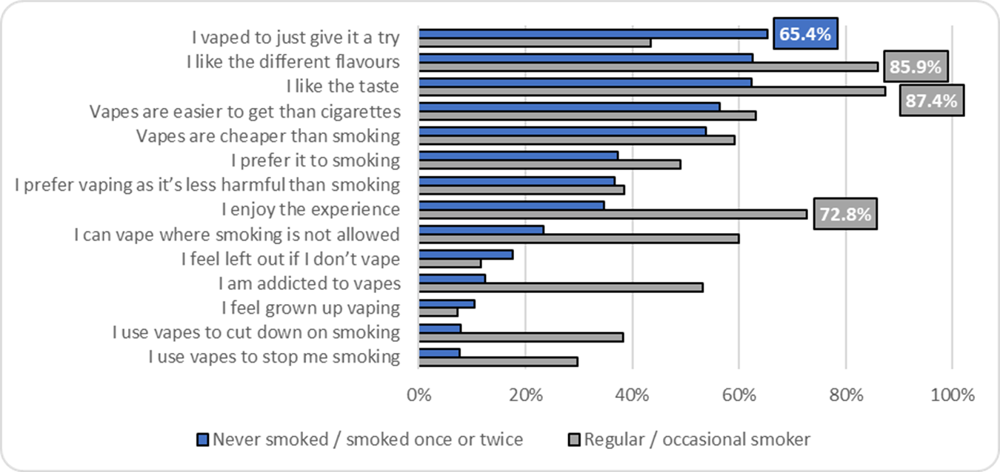 I vaped to just give it a try
65.4%
I like the different flavours
85.9%
I like the taste
87.4%
Vapes are easier to get than cigarettes
Vapes are cheaper than smoking
I prefer it to smoking
I prefer vaping as it’s less harmful than smoking
I enjoy the experience
72.8%
I can vape where smoking is not allowed
I feel left out if I don’t vape
I am addicted to vapes
I feel grown up vaping
I use vapes to cut down on smoking
I use vapes to stop me smoking
0% 20% 40% 60% 80% 100%
Never smoked / smoked once or twice Regular / occasional smoker